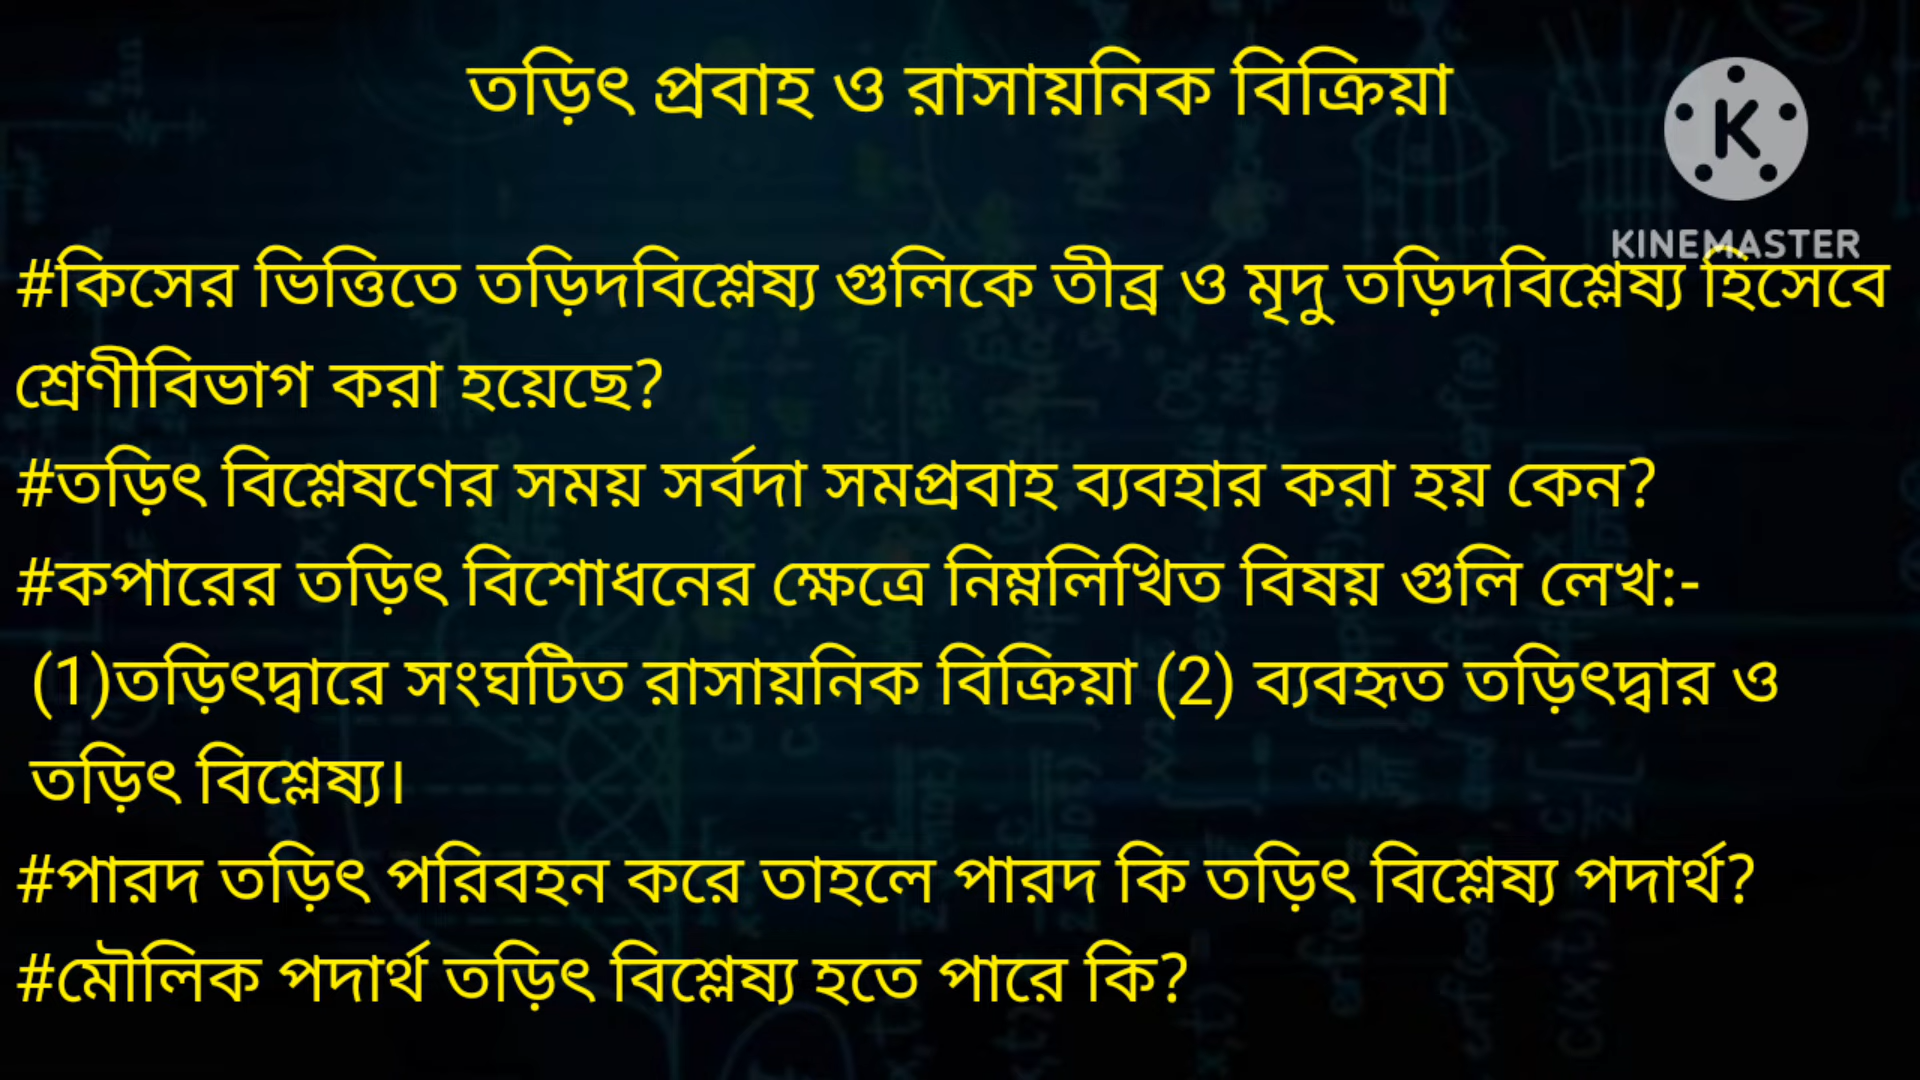 তড়িৎ প্রবাহ ও রাসায়নিক বিক্রিয়া
K
KINEMASTER
#কিসের ভিত্তিতে তড়িদবিশ্লেষ্য গুলিকে তীব্র ও মৃদু তড়িদবিশ্লেষ্য হিসেবে
শ্রেণীবিভাগ করা হয়েছে?
#তড়িৎ বিশ্লেষণের সময় সর্বদা সমপ্রবাহ ব্যবহার করা হয় কেন?
#কপারের তড়িৎ বিশোধনের ক্ষেত্রে নিম্নলিখিত বিষয় গুলি লেখ:-
(1)তড়িৎদ্বারে সংঘটিত রাসায়নিক বিক্রিয়া (2) ব্যবহৃত তড়িৎদ্বার ও
তড়িৎ বিশ্লেষ্য।
#পারদ তড়িৎ পরিবহন করে তাহলে পারদ কি তড়িৎ বিশ্লেষ্য পদার্থ?
#মৌলিক পদার্থ তড়িৎ বিশ্লেষ্য হতে পারে কি?